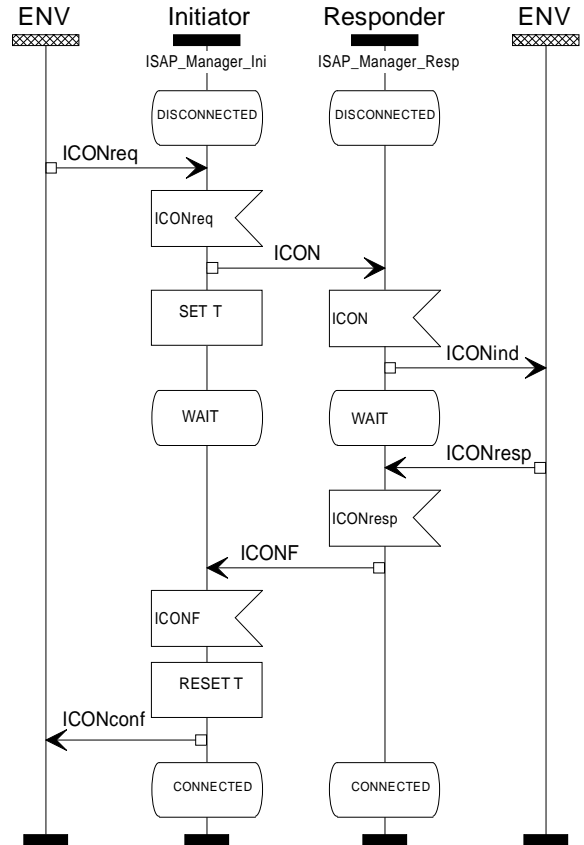 ENV Initiator Responder ENV
ISAP_Manager_Ini ISAP_Manager_Resp
DISCONNECTED DISCONNECTED
ICONreq
ICONreq
ICON
SET T ICON
ICONind
WAIT WAIT
ICONresp
ICONresp
ICONF
ICONF
RESET T
ICONconf
CONNECTED CONNECTED